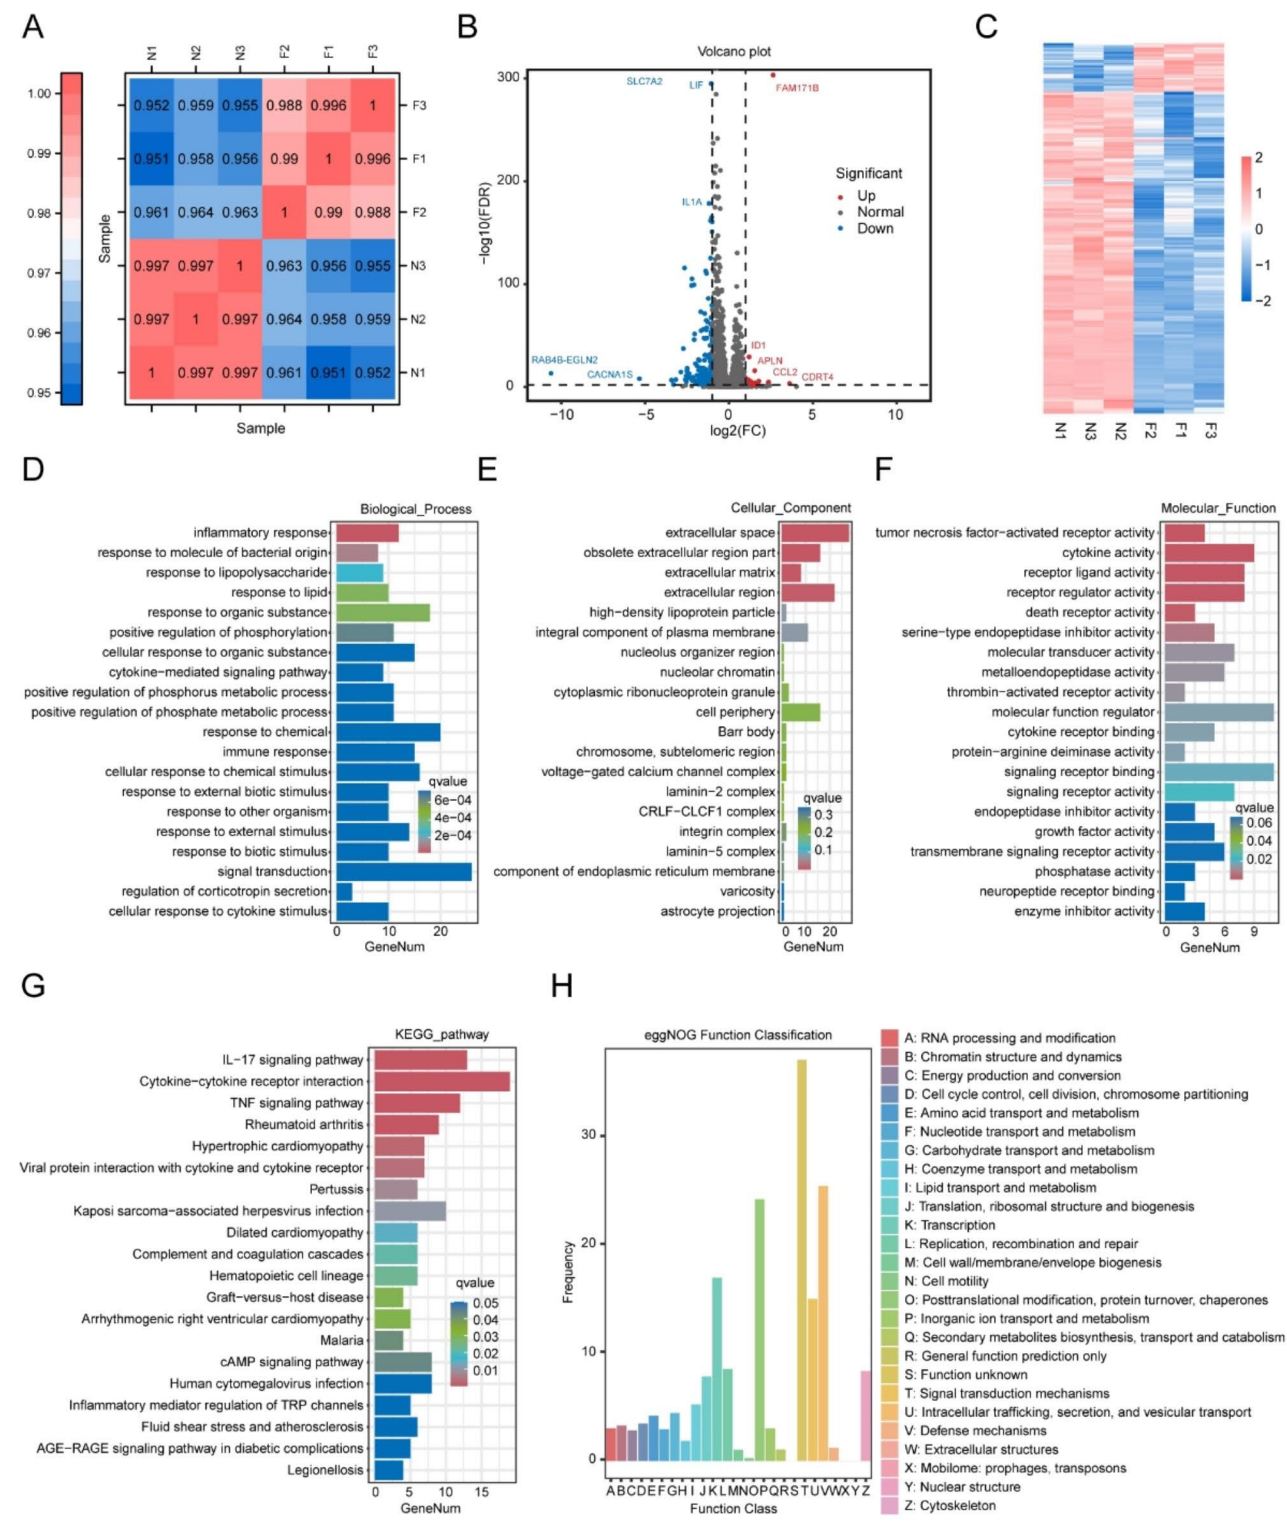 A
N1 N2 N3 F2 F1 F3
1.00
0.99
0.98
0.97
0.96
0.95
Sample
0.952 0.959 0.955 0.988 0.996 1 F3
0.951 0.958 0.956 0.99 1 0.996 F1
0.961 0.964 0.963 1 0.99 0.988 F2
0.997 0.997 1 0.963 0.956 0.955 N3
0.997 1 0.997 0.964 0.958 0.959 N2
1 0.997 0.997 0.961 0.951 0.952 N1
Sample
B
Volcano plot
−log10(FDR)
300
200
100
0
SLC7A2
LIF
FAM171B
IL1A
Significant
Up
Normal
Down
ID1
APLN
CCL2
CDRT4
RAB4B-EGLN2
CACNA1S
−10 −5 0 5 10
log2(FC)
C
2
1
0
−1
−2
N1 N3 N2 F2 F1 F3
D
Biological_Process
inflammatory response
response to molecule of bacterial origin
response to lipopolysaccharide
response to lipid
response to organic substance
positive regulation of phosphorylation
cellular response to organic substance
cytokine−mediated signaling pathway
positive regulation of phosphorus metabolic process
positive regulation of phosphate metabolic process
response to chemical
immune response
cellular response to chemical stimulus
response to external biotic stimulus
response to other organism
response to external stimulus
response to biotic stimulus
signal transduction
regulation of corticotropin secretion
cellular response to cytokine stimulus
qvalue
6e−04
4e−04
2e−04
0 10 20
GeneNum
E
Cellular_Component
extracellular space
obsolete extracellular region part
extracellular matrix
extracellular region
high−density lipoprotein particle
integral component of plasma membrane
nucleolus organizer region
nucleolar chromatin
cytoplasmic ribonucleoprotein granule
cell periphery
Barr body
chromosome, subtelomeric region
voltage−gated calcium channel complex
laminin−2 complex
CRLF−CLCF1 complex
integrin complex
laminin−5 complex
component of endoplasmic reticulum membrane
varicosity
astrocyte projection
qvalue
0.3
0.2
0.1
0 10 20
GeneNum
F
Molecular_Function
tumor necrosis factor−activated receptor activity
cytokine activity
receptor ligand activity
receptor regulator activity
death receptor activity
serine−type endopeptidase inhibitor activity
molecular transducer activity
metalloendopeptidase activity
thrombin−activated receptor activity
molecular function regulator
cytokine receptor binding
protein−arginine deiminase activity
signaling receptor binding
signaling receptor activity
endopeptidase inhibitor activity
growth factor activity
transmembrane signaling receptor activity
phosphatase activity
neuropeptide receptor binding
enzyme inhibitor activity
qvalue
0.06
0.04
0.02
0 3 6 9
GeneNum
G
KEGG_pathway
IL−17 signaling pathway
Cytokine−cytokine receptor interaction
TNF signaling pathway
Rheumatoid arthritis
Hypertrophic cardiomyopathy
Viral protein interaction with cytokine and cytokine receptor
Pertussis
Kaposi sarcoma−associated herpesvirus infection
Dilated cardiomyopathy
Complement and coagulation cascades
Hematopoietic cell lineage
Graft−versus−host disease
Arrhythmogenic right ventricular cardiomyopathy
Malaria
cAMP signaling pathway
Human cytomegalovirus infection
Inflammatory mediator regulation of TRP channels
Fluid shear stress and atherosclerosis
AGE−RAGE signaling pathway in diabetic complications
Legionellosis
qvalue
0.05
0.04
0.03
0.02
0.01
0 5 10 15
GeneNum
H
eggNOG Function Classification
Frequency
30
20
10
0
A B C D E F G H I J K L M N O P Q R S T U V W X Y Z
Function Class
A: RNA processing and modification
B: Chromatin structure and dynamics
C: Energy production and conversion
D: Cell cycle control, cell division, chromosome partitioning
E: Amino acid transport and metabolism
F: Nucleotide transport and metabolism
G: Carbohydrate transport and metabolism
H: Coenzyme transport and metabolism
I: Lipid transport and metabolism
J: Translation, ribosomal structure and biogenesis
K: Transcription
L: Replication, recombination and repair
M: Cell wall/membrane/envelope biogenesis
N: Cell motility
O: Posttranslational modification, protein turnover, chaperones
P: Inorganic ion transport and metabolism
Q: Secondary metabolites biosynthesis, transport and catabolism
R: General function prediction only
S: Function unknown
T: Signal transduction mechanisms
U: Intracellular trafficking, secretion, and vesicular transport
V: Defense mechanisms
W: Extracellular structures
X: Mobilome: prophages, transposons
Y: Nuclear structure
Z: Cytoskeleton